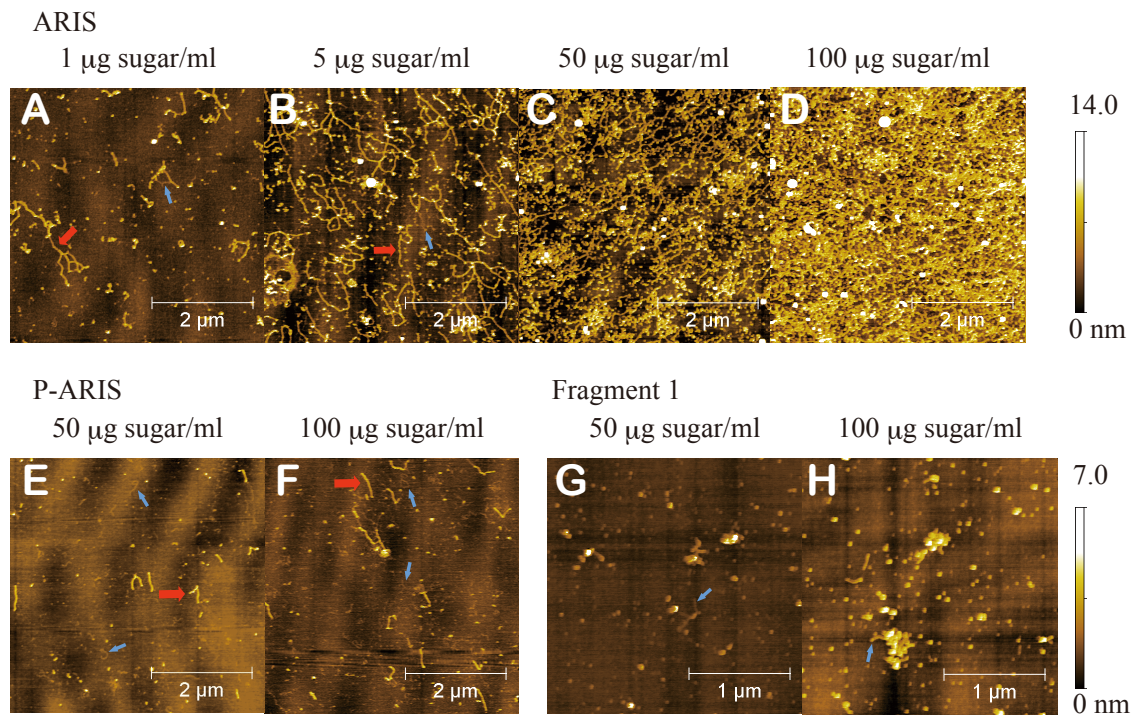 ARIS
1 μg sugar/ml 5 μg sugar/ml 50 μg sugar/ml 100 μg sugar/ml
A B C D 14.0
2 μm 2 μm 2 μm 2 μm
0 nm
P-ARIS Fragment 1
50 μg sugar/ml 100 μg sugar/ml 50 μg sugar/ml 100 μg sugar/ml
E F G H 7.0
2 μm 2 μm 1 μm 1 μm
0 nm